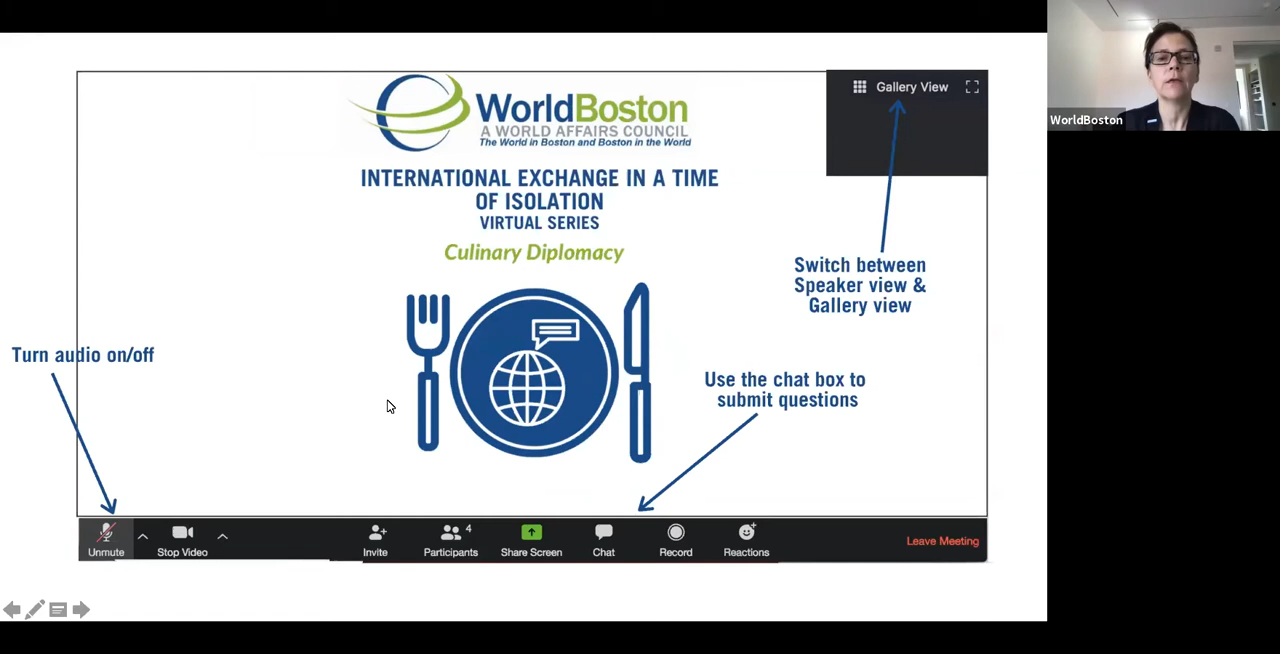 WorldBoston
A WORLD AFFAIRS COUNCIL
The World in Boston and Boston in the World
Gallery View
INTERNATIONAL EXCHANGE IN A TIME
OF ISOLATION
VIRTUAL SERIES
Culinary Diplomacy
Switch between
Speaker view &
Gallery view
Turn audio on/off
Use the chat box to
submit questions
Unmute
Stop Video
Invite
4
Participants
Share Screen
Chat
Record
Reactions
Leave Meeting
WorldBoston